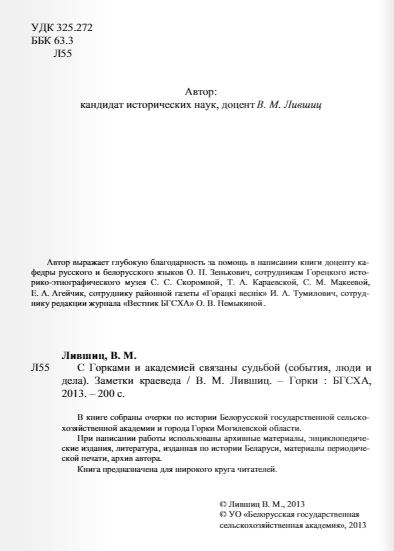 УДК 325.272
ББК 63.3
Л55
Автор:
кандидат исторических наук, доцент В. М. Лившиц
Автор выражает глубокую благодарность за помощь в написании книги доценту ка-
федры русского и белорусского языков О. П. Зенькович, сотрудникам Горецкого исто-
рико-этнографического музея С. С. Скоромной, Т. А. Караевской, С. М. Макеевой,
Е. А. Агейчик, сотруднику районной газеты «Горацкі веснік» И. А. Тумилович, сотруд-
нику редакции журнала «Вестник БГСХА» О. В. Немыкиной.
Лившиц, В. М.
Л55 С Горками и академией связаны судьбой (события, люди и
дела). Заметки краеведа / В. М. Лившиц. – Горки : БГСХА,
2013. – 200 с.
В книге собраны очерки по истории Белорусской государственной сельско-
хозяйственной академии и города Горки Могилевской области.
При написании работы использованы архивные материалы, энциклопедиче-
ские издания, литература, изданная по истории Беларуси, материалы периодиче-
ской печати, архив автора.
Книга предназначена для широкого круга читателей.
© Лившиц В. М., 2013
© УО «Белорусская государственная
сельскохозяйственная академия», 2013